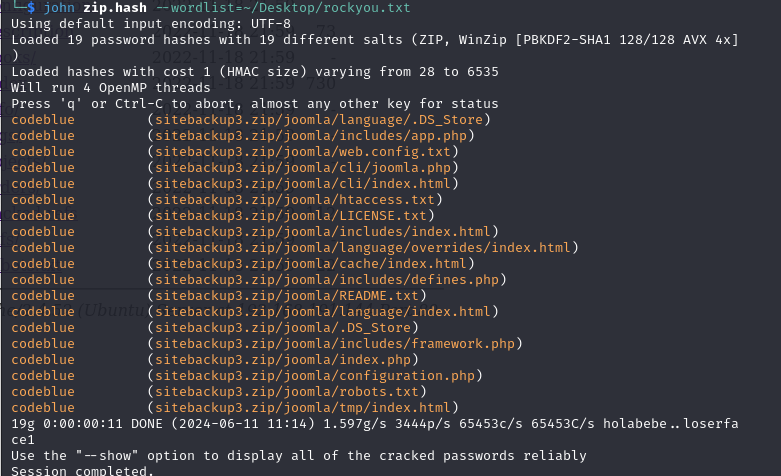 └─$ john zip.hash --wordlist=~/Desktop/rockyou.txt
Using default input encoding: UTF-8
Loaded 19 password hashes with 19 different salts (ZIP, WinZip [PBKDF2-SHA1 128/128 AVX 4x]
)
Loaded hashes with cost 1 (HMAC size) varying from 28 to 6535
Will run 4 OpenMP threads
Press 'q' or Ctrl-C to abort, almost any other key for status
codeblue (sitebackup3.zip/joomla/language/.DS_Store)
codeblue (sitebackup3.zip/joomla/includes/app.php)
codeblue (sitebackup3.zip/joomla/web.config.txt)
codeblue (sitebackup3.zip/joomla/cli/joomla.php)
codeblue (sitebackup3.zip/joomla/cli/index.html)
codeblue (sitebackup3.zip/joomla/htaccess.txt)
codeblue (sitebackup3.zip/joomla/LICENSE.txt)
codeblue (sitebackup3.zip/joomla/includes/index.html)
codeblue (sitebackup3.zip/joomla/language/overrides/index.html)
codeblue (sitebackup3.zip/joomla/cache/index.html)
codeblue (sitebackup3.zip/joomla/includes/defines.php)
codeblue (sitebackup3.zip/joomla/README.txt)
codeblue (sitebackup3.zip/joomla/language/index.html)
codeblue (sitebackup3.zip/joomla/.DS_Store)
codeblue (sitebackup3.zip/joomla/includes/framework.php)
codeblue (sitebackup3.zip/joomla/index.php)
codeblue (sitebackup3.zip/joomla/configuration.php)
codeblue (sitebackup3.zip/joomla/robots.txt)
codeblue (sitebackup3.zip/joomla/tmp/index.html)
19g 0:00:00:11 DONE (2024-06-11 11:14) 1.597g/s 3444p/s 65453c/s 65453C/s holabebe..loserfa
ce1
Use the "--show" option to display all of the cracked passwords reliably
Session completed.